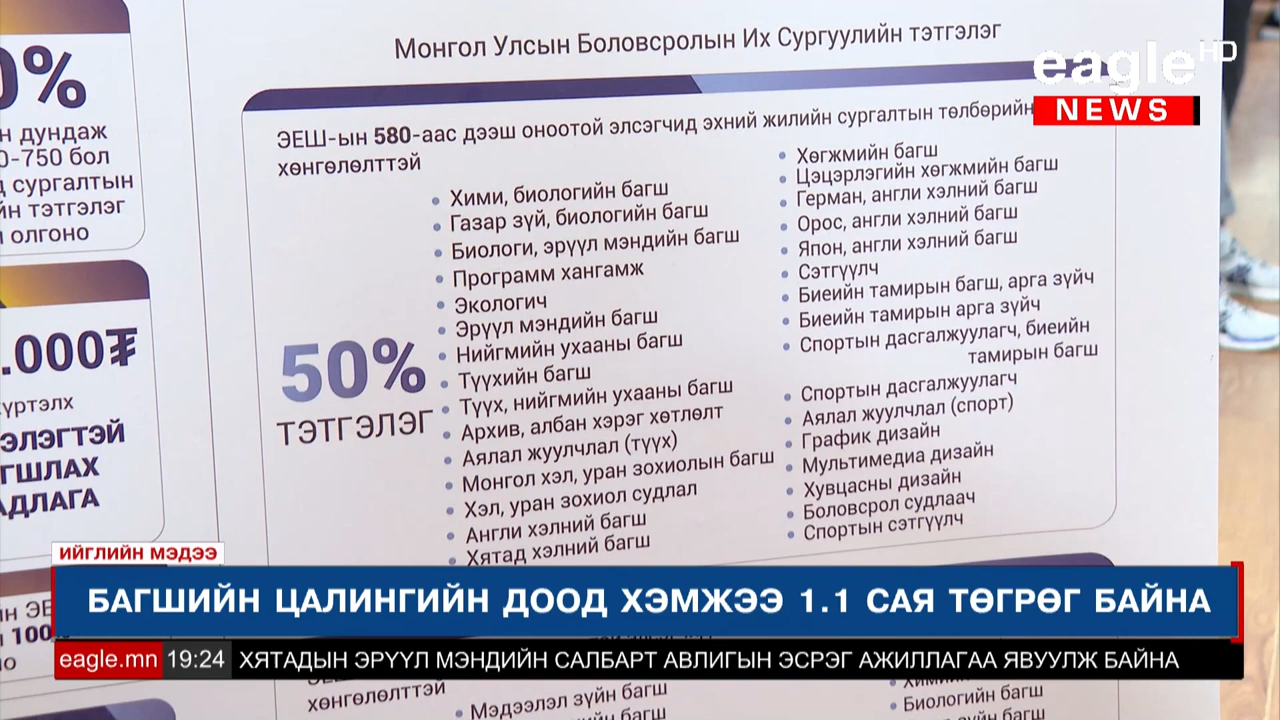 Монгол Улсын Боловсролын Их Сургуулийн тэтгэлэг
eagle HD
NEWS
0%
н дундаж
0-750 бол
д сургалтын
йн тэтгэлэг
олгоно
.000₮
ҮРТЭЛХ
ЭЛЭГТЭЙ
ГШЛАХ
АДЛАГА
ЭЕШ-ын 580-аас дээш оноотой элсэгчид эхний жилийн сургалтын төлбөрийн
хөнгөлөлттэй
50%
ТЭТГЭЛЭГ
• Хими, биологийн багш
• Газар зүй, биологийн багш
• Биологи, эрүүл мэндийн багш
• Программ хангамж
• Экологич
• Эрүүл мэндийн багш
• Нийгмийн ухааны багш
• Түүхийн багш
• Түүх, нийгмийн ухааны багш
• Архив, албан хэрэг хөтлөлт
• Аялал жуулчлал (түүх)
• Монгол хэл, уран зохиолын багш
• Хэл, уран зохиол судлал
• Англи хэлний багш
• Хятад хэлний багш
• Хөгжмийн багш
• Цэцэрлэгийн хөгжмийн багш
• Герман, англи хэлний багш
• Орос, англи хэлний багш
• Япон, англи хэлний багш
• Сэтгүүлч
• Биеийн тамирын багш, арга зүйч
• Биеийн тамирын арга зүйч
• Спортын дасгалжуулагч, биеийн
тамирын багш
• Спортын дасгалжуулагч
• Аялал жуулчлал (спорт)
• График дизайн
• Мультимедиа дизайн
• Хувцасны дизайн
• Боловсрол судлаач
• Спортын сэтгүүлч
ИЙГЛИЙН МЭДЭЭ
БАГШИЙН ЦАЛИНГИЙН ДООД ХЭМЖЭЭ 1.1 САЯ ТӨГРӨГ БАЙНА
eagle.mn 19:24 ХЯТАДЫН ЭРҮҮЛ МЭНДИЙН САЛБАРТ АВЛИГЫН ЭСРЭГ АЖИЛЛАГАА ЯВУУЛЖ БАЙНА
хөнгөлөлттэй
• Мэдээлэл зүйн багш
• Биологийн багш